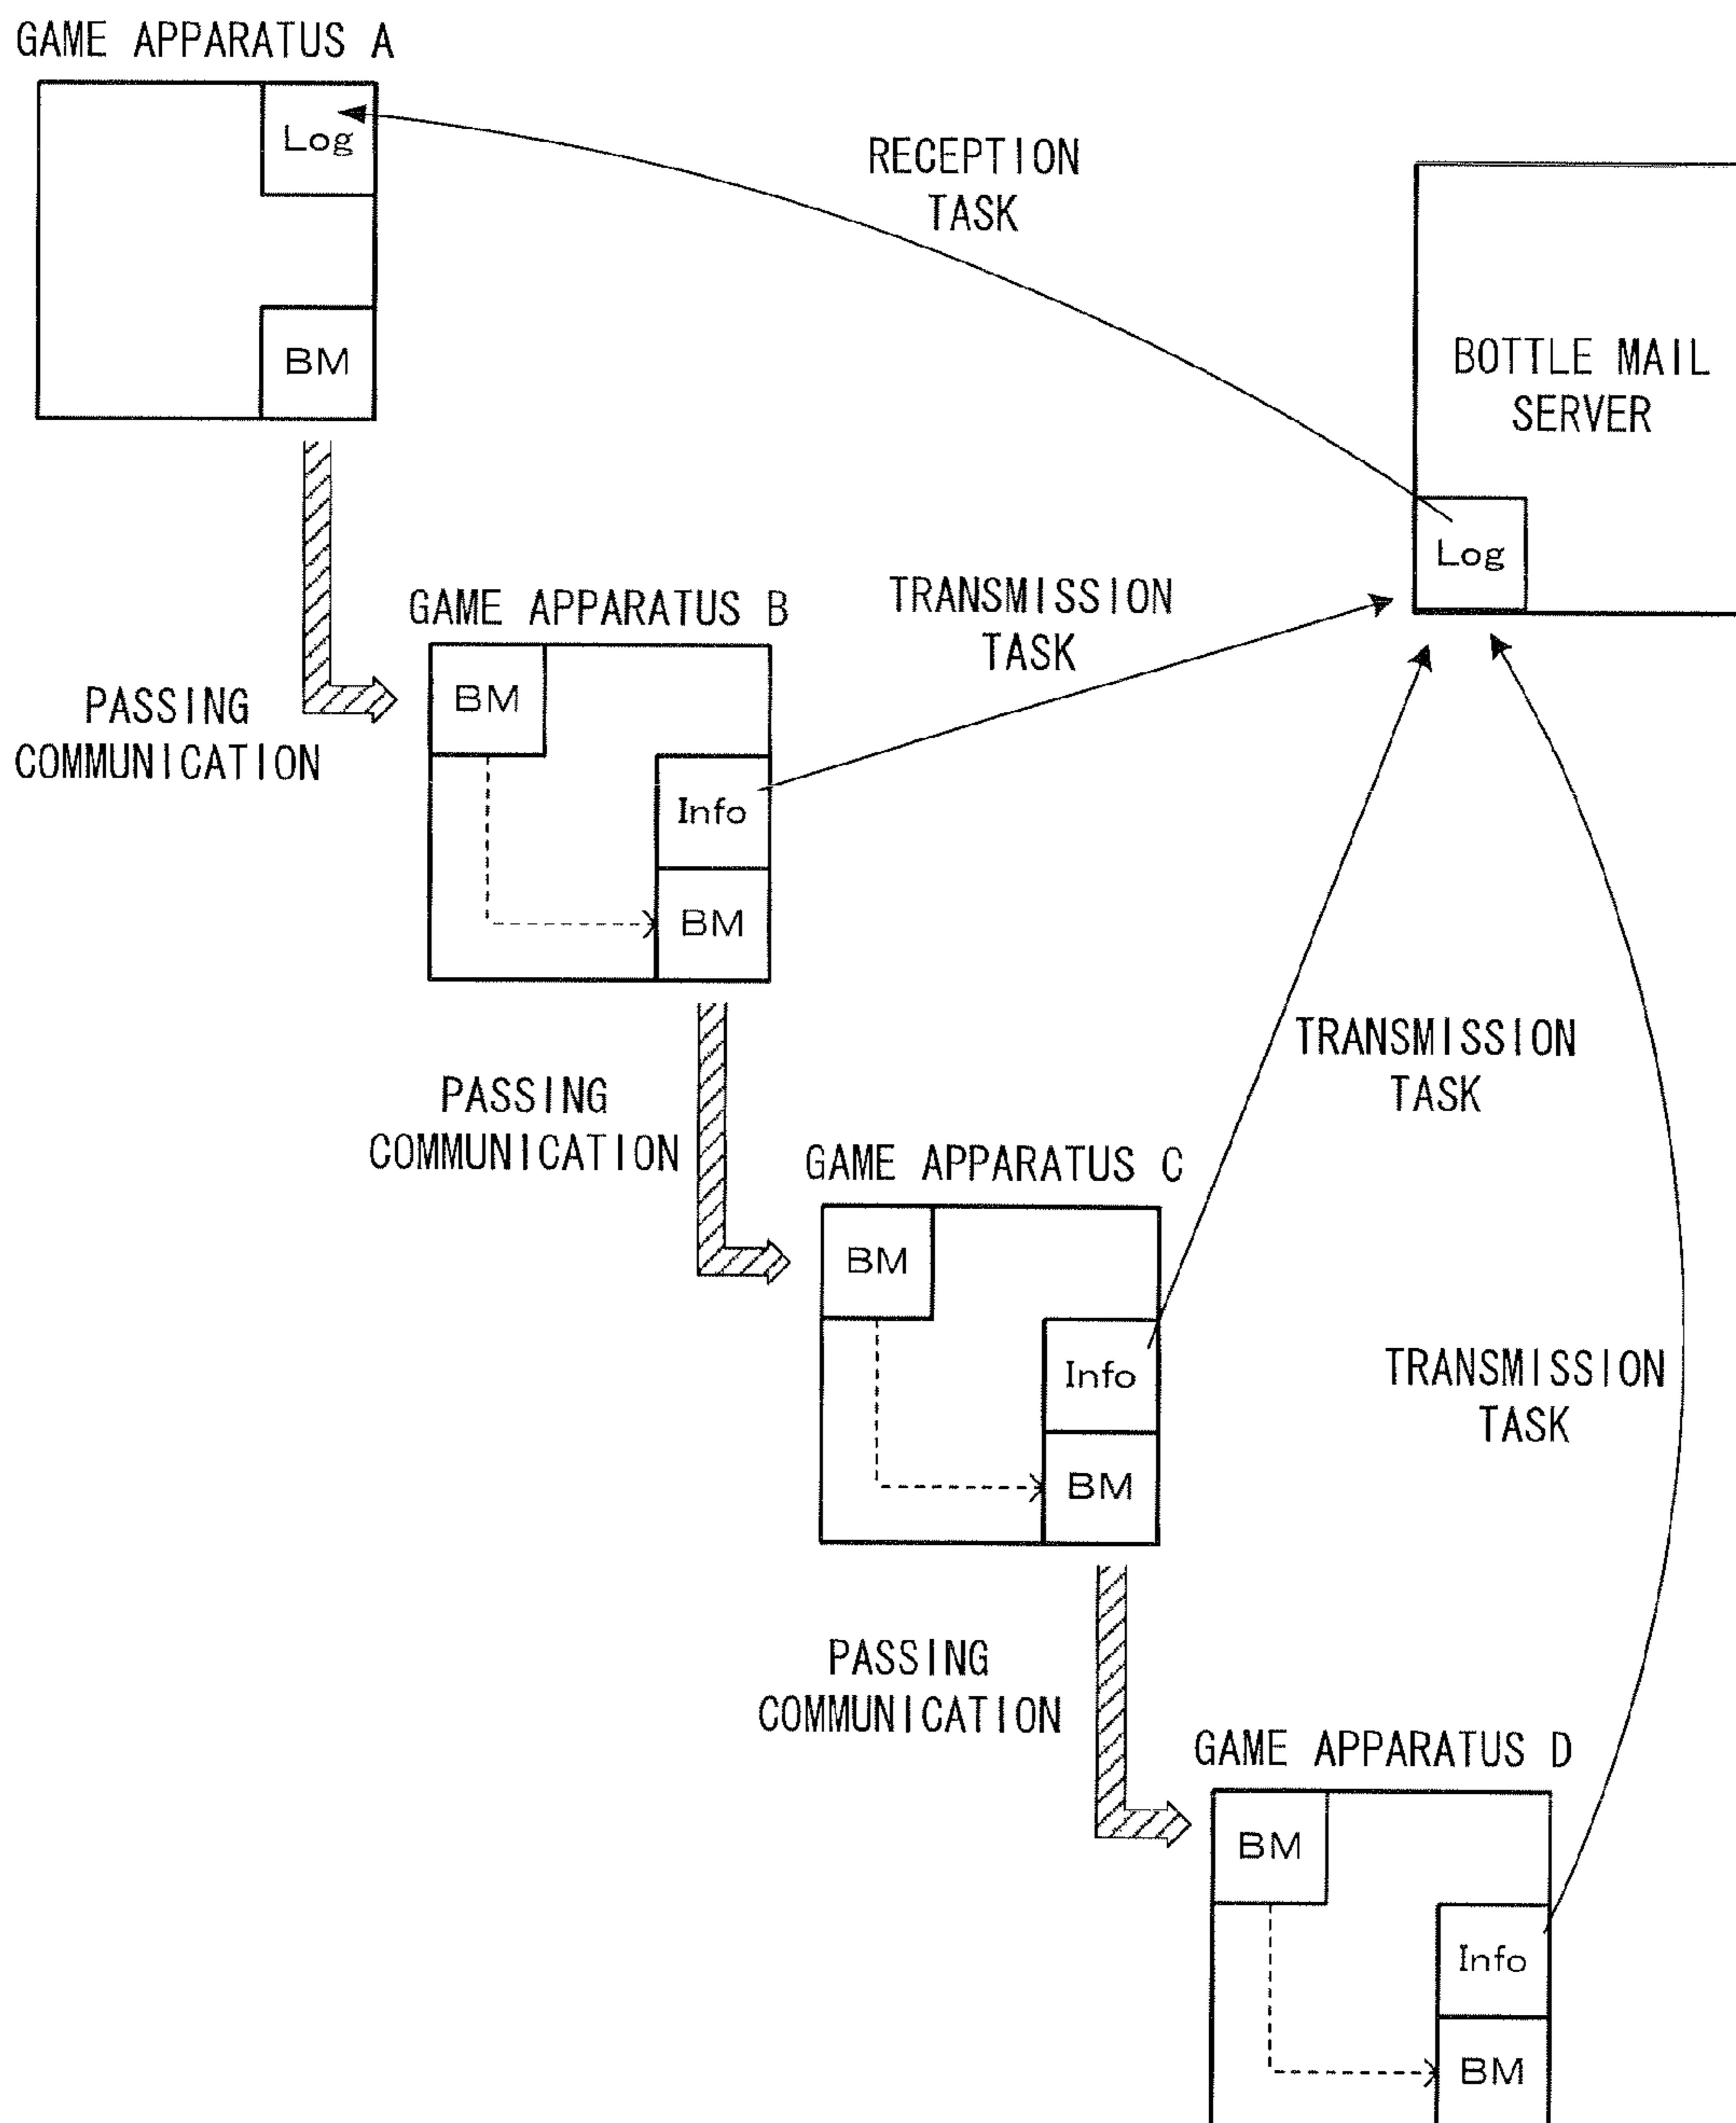 GAME APPARATUS A
Log
BM
RECEPTION
TASK
BOTTLE MAIL
SERVER
Log
PASSING
COMMUNICATION
GAME APPARATUS B
BM
Info
BM
TRANSMISSION
TASK
PASSING
COMMUNICATION
GAME APPARATUS C
BM
Info
BM
TRANSMISSION
TASK
TRANSMISSION
TASK
PASSING
COMMUNICATION
GAME APPARATUS D
BM
Info
BM